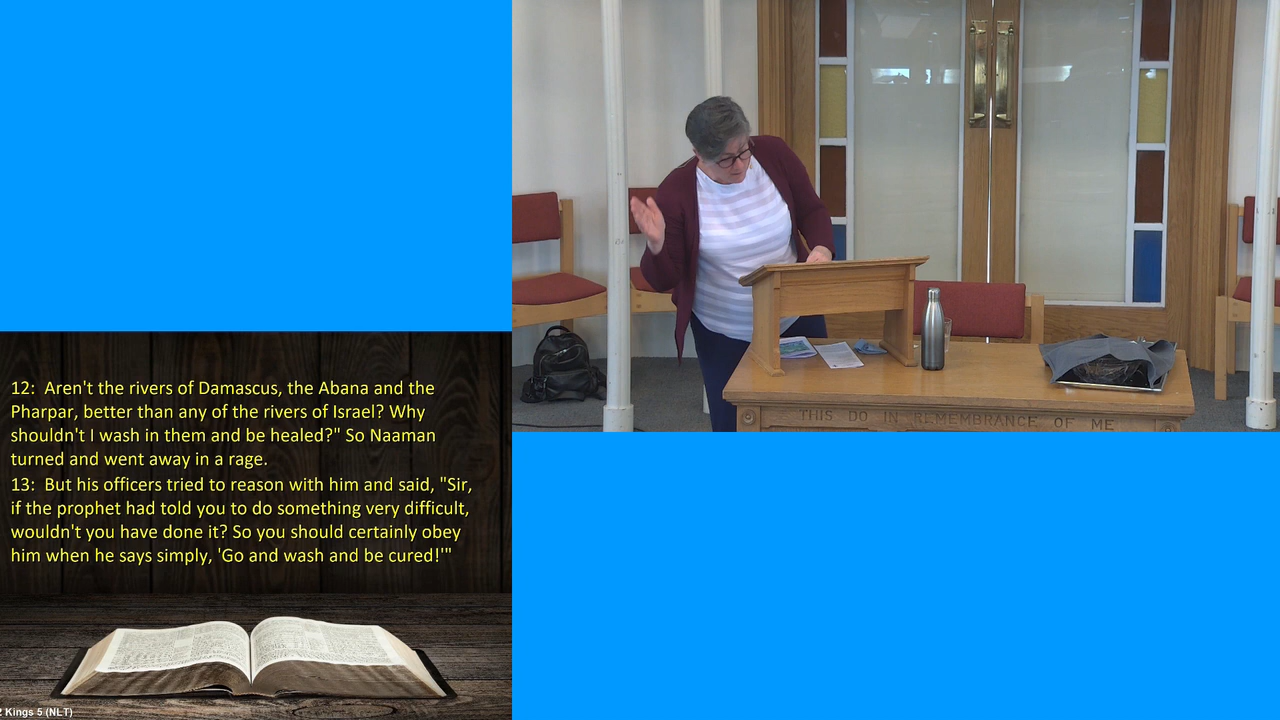 12:  Aren't the rivers of Damascus, the Abana and the
Pharpar, better than any of the rivers of Israel? Why
shouldn't I wash in them and be healed?" So Naaman
turned and went away in a rage.
13:  But his officers tried to reason with him and said, "Sir,
if the prophet had told you to do something very difficult,
wouldn't you have done it? So you should certainly obey
him when he says simply, 'Go and wash and be cured!'"
2 Kings 5 (NLT)
THIS DO IN REMEMBRANCE OF ME